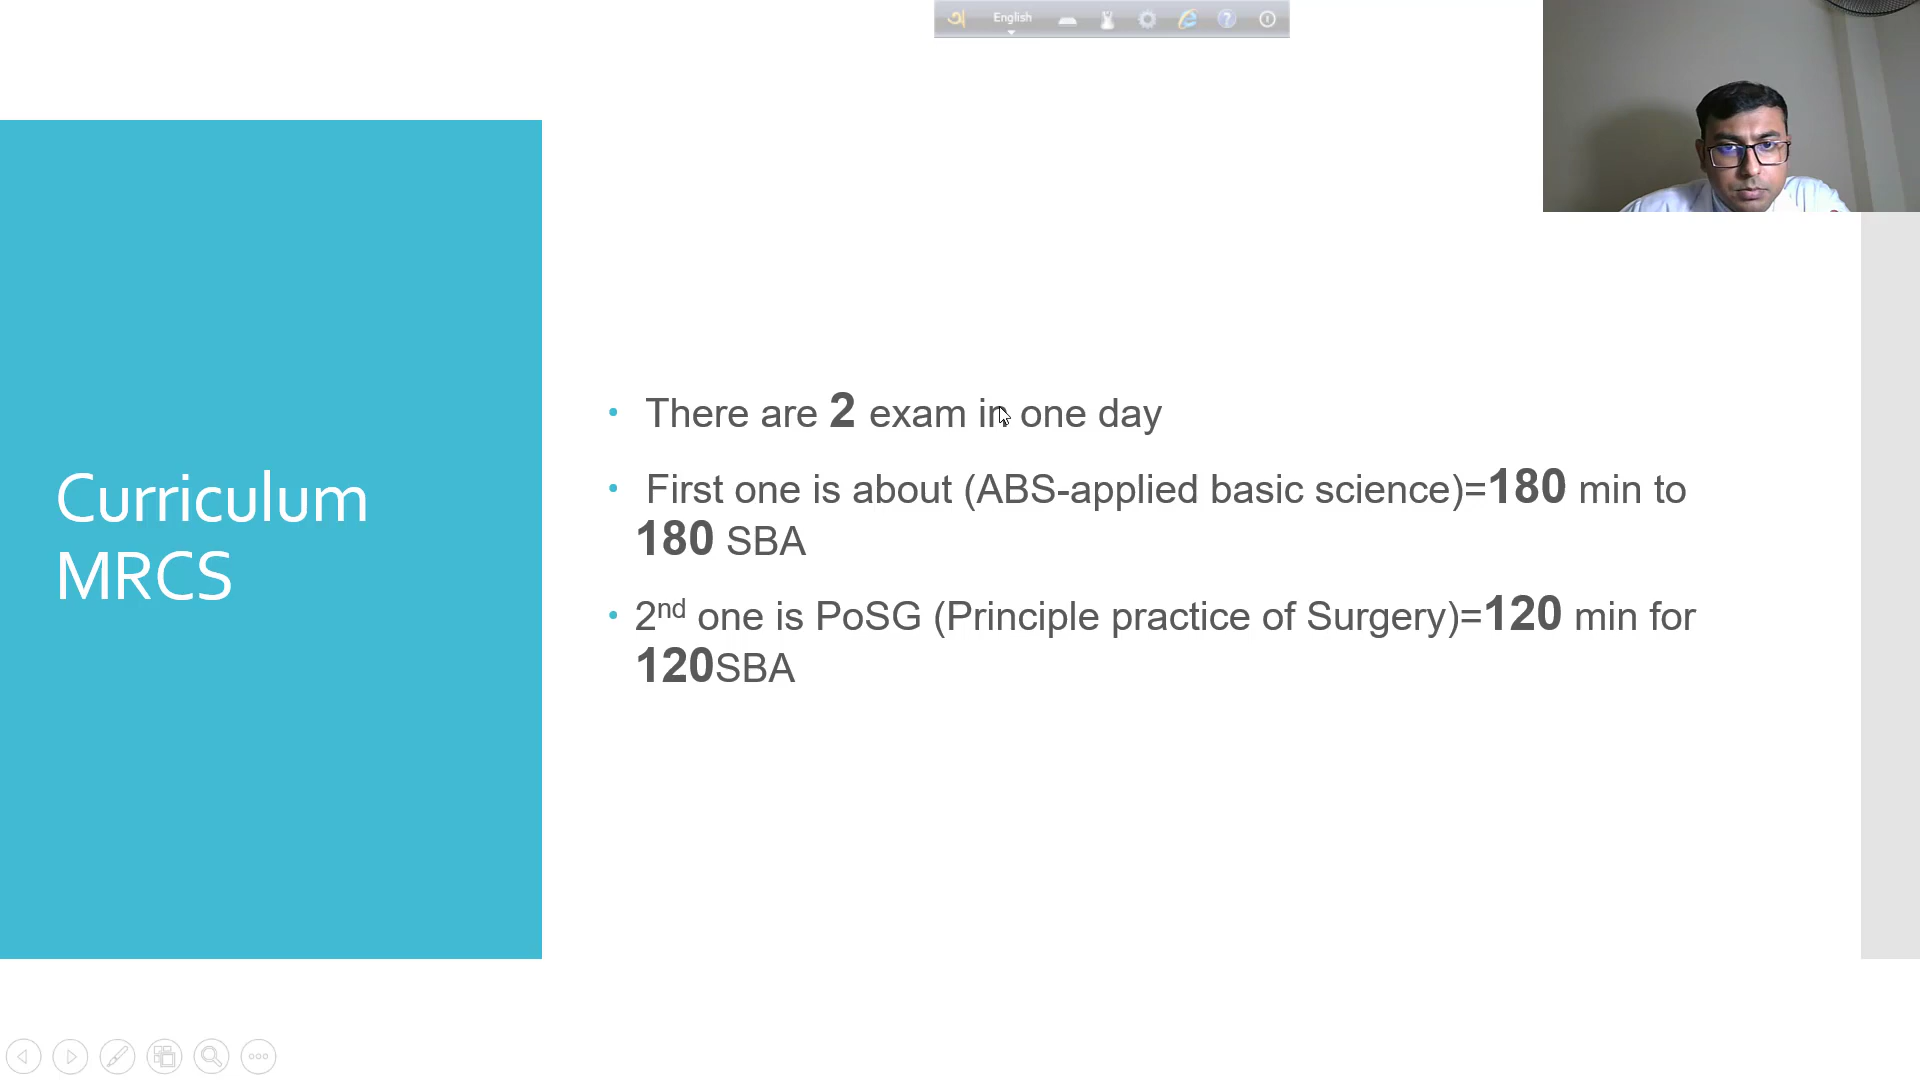 English
Curriculum
MRCS
• There are 2 exam in one day
• First one is about (ABS-applied basic science)=180 min to
180 SBA
• 2nd one is PoSG (Principle practice of Surgery)=120 min for
120SBA